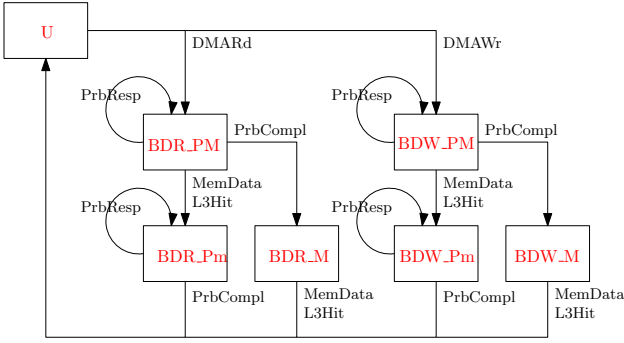 U
DMARd
DMAWr
PrbResp
PrbResp
BDR_PM
PrbCompl
BDW_PM
PrbCompl
MemData
L3Hit
MemData
L3Hit
PrbResp
PrbResp
BDR_Pm
BDR_M
BDW_Pm
BDW_M
PrbCompl
MemData
L3Hit
PrbCompl
MemData
L3Hit